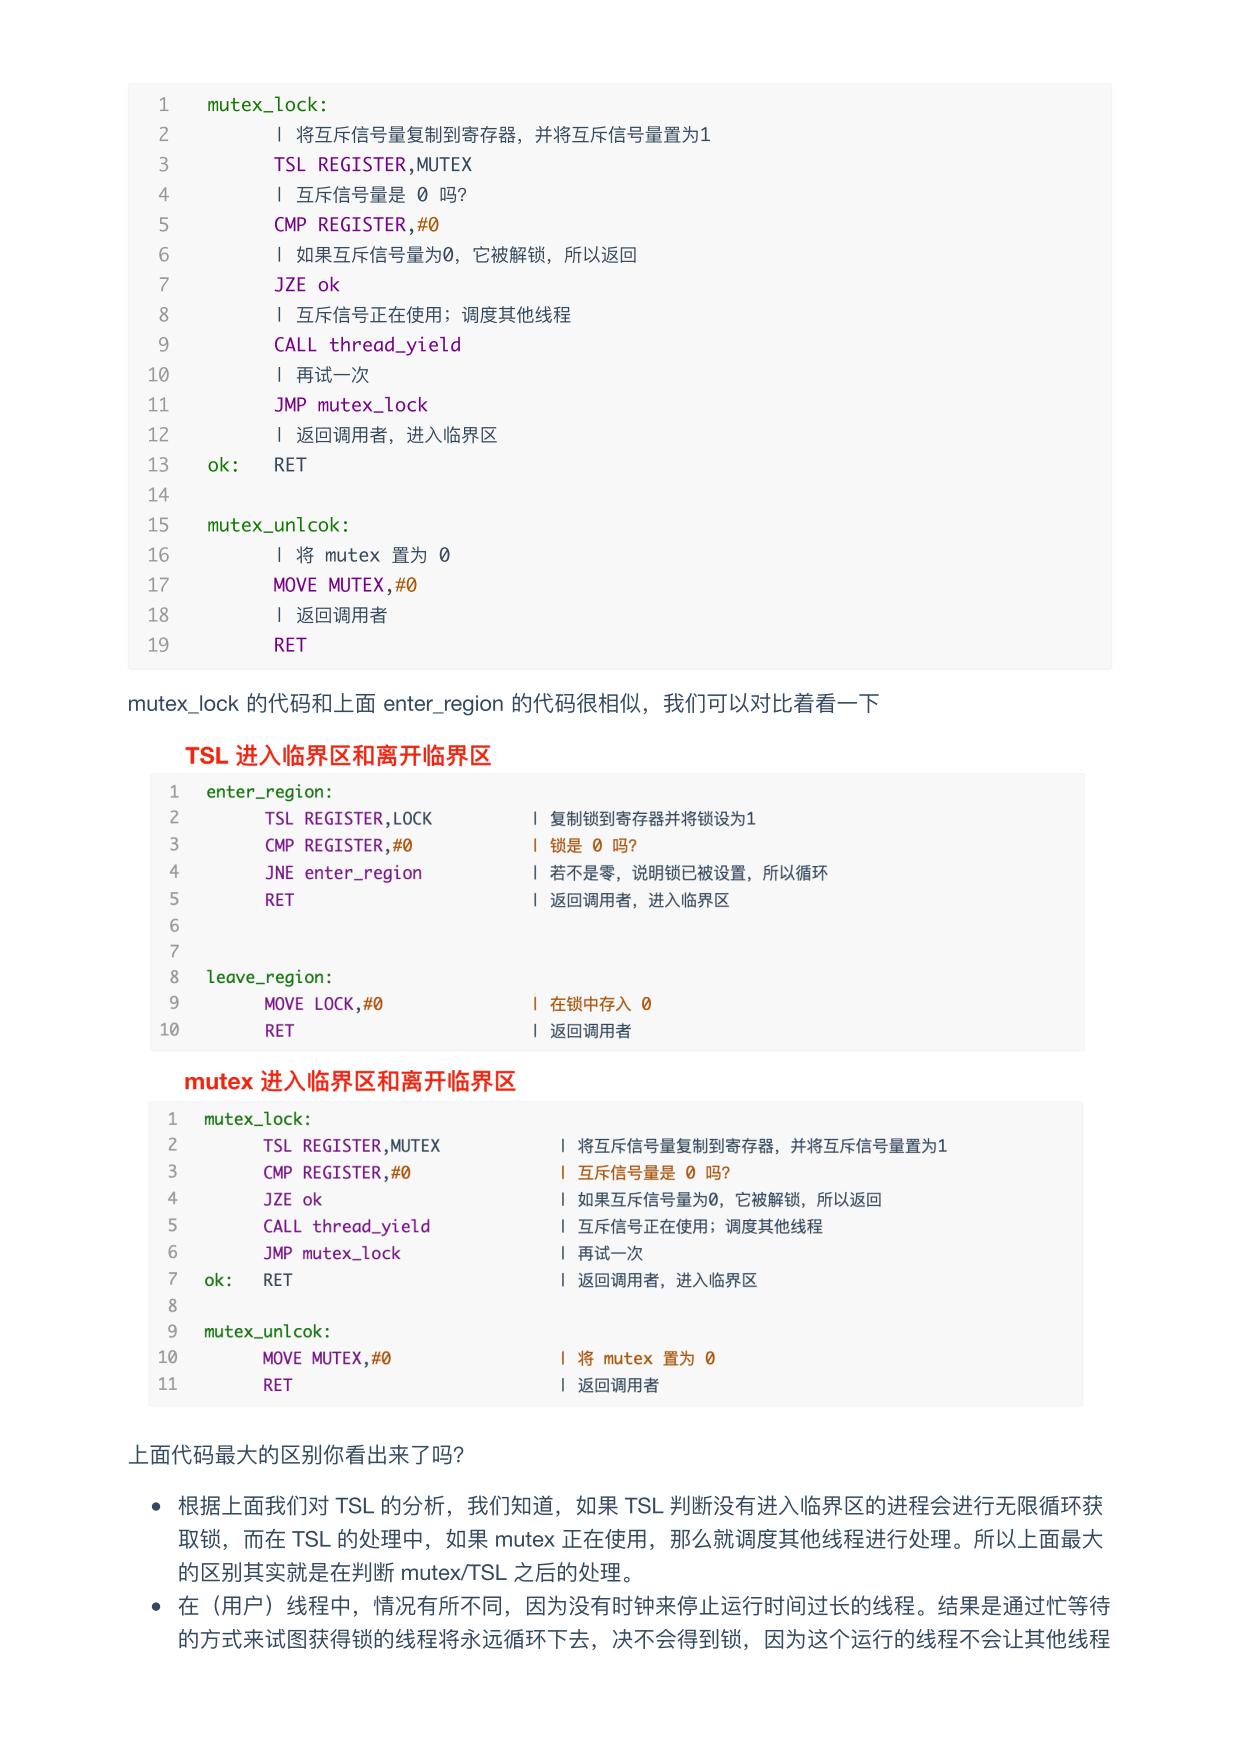 1 mutex_lock:
2 | 将互斥信号量复制到寄存器，并将互斥信号量置为1
3 TSL REGISTER,MUTEX
4 | 互斥信号量是 0 吗？
5 CMP REGISTER,#0
6 | 如果互斥信号量为0，它被解锁，所以返回
7 JZE ok
8 | 互斥信号正在使用；调度其他线程
9 CALL thread_yield
10 | 再试一次
11 JMP mutex_lock
12 | 返回调用者，进入临界区
13 ok: RET
14
15 mutex_unlcok:
16 | 将 mutex 置为 0
17 MOVE MUTEX,#0
18 | 返回调用者
19 RET
mutex_lock 的代码和上面 enter_region 的代码很相似，我们可以对比着看一下
TSL 进入临界区和离开临界区
1 enter_region:
2 TSL REGISTER,LOCK | 复制锁到寄存器并将锁设为1
3 CMP REGISTER,#0 | 锁是 0 吗？
4 JNE enter_region | 若不是零，说明锁已被设置，所以循环
5 RET | 返回调用者，进入临界区
6
7
8 leave_region:
9 MOVE LOCK,#0 | 在锁中存入 0
10 RET | 返回调用者
mutex 进入临界区和离开临界区
1 mutex_lock:
2 TSL REGISTER,MUTEX | 将互斥信号量复制到寄存器，并将互斥信号量置为1
3 CMP REGISTER,#0 | 互斥信号量是 0 吗？
4 JZE ok | 如果互斥信号量为0，它被解锁，所以返回
5 CALL thread_yield | 互斥信号正在使用；调度其他线程
6 JMP mutex_lock | 再试一次
7 ok: RET | 返回调用者，进入临界区
8
9 mutex_unlcok:
10 MOVE MUTEX,#0 | 将 mutex 置为 0
11 RET | 返回调用者
上面代码最大的区别你看出来了吗？
• 根据上面我们对 TSL 的分析，我们知道，如果 TSL 判断没有进入临界区的进程会进行无限循环获
取锁，而在 TSL 的处理中，如果 mutex 正在使用，那么就调度其他线程进行处理。所以上面最大
的区别其实就是在判断 mutex/TSL 之后的处理。
• 在（用户）线程中，情况有所不同，因为没有时钟来停止运行时间过长的线程。结果是通过忙等待
的方式来试图获得锁的线程将永远循环下去，决不会得到锁，因为这个运行的线程不会让其他线程